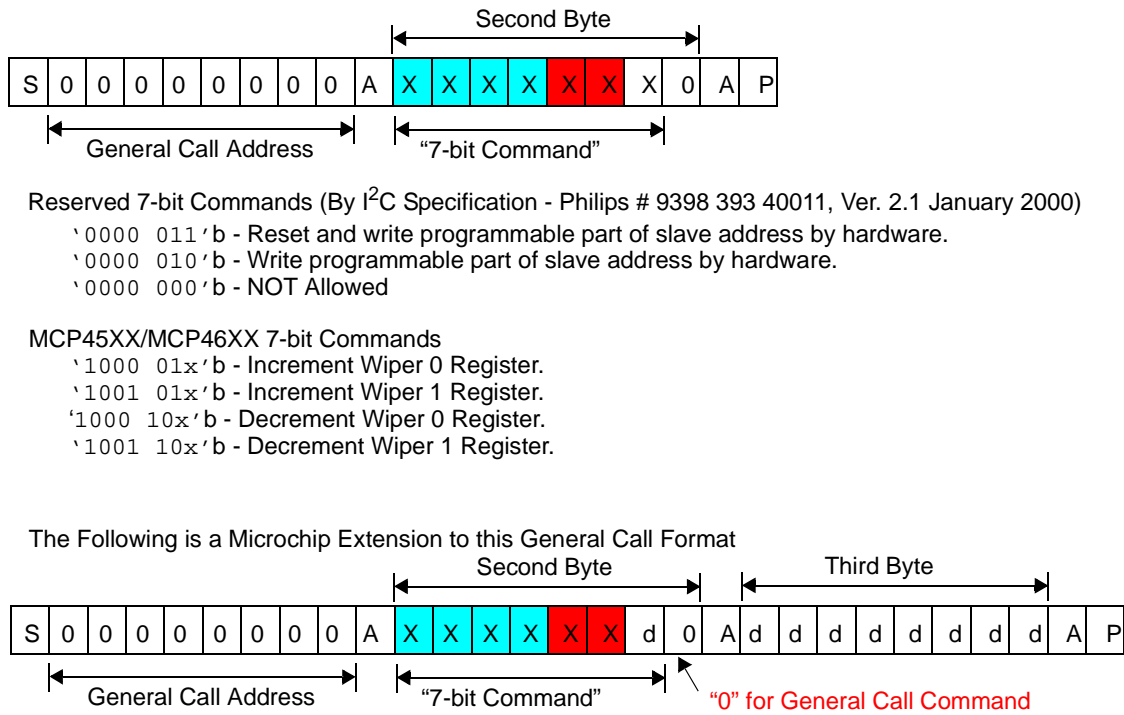 Second Byte
S 0 0 0 0 0 0 0 0 A X X X X X X X 0 A P
General Call Address “7-bit Command”
Reserved 7-bit Commands (By I2C Specification - Philips # 9398 393 40011, Ver. 2.1 January 2000)
‘0000 011’b - Reset and write programmable part of slave address by hardware.
‘0000 010’b - Write programmable part of slave address by hardware.
‘0000 000’b - NOT Allowed
MCP45XX/MCP46XX 7-bit Commands
‘1000 01x’b - Increment Wiper 0 Register.
‘1001 01x’b - Increment Wiper 1 Register.
‘1000 10x’b - Decrement Wiper 0 Register.
‘1001 10x’b - Decrement Wiper 1 Register.
The Following is a Microchip Extension to this General Call Format
Second Byte Third Byte
S 0 0 0 0 0 0 0 0 A X X X X X X d 0 A d d d d d d d d A P
General Call Address “7-bit Command” “0” for General Call Command